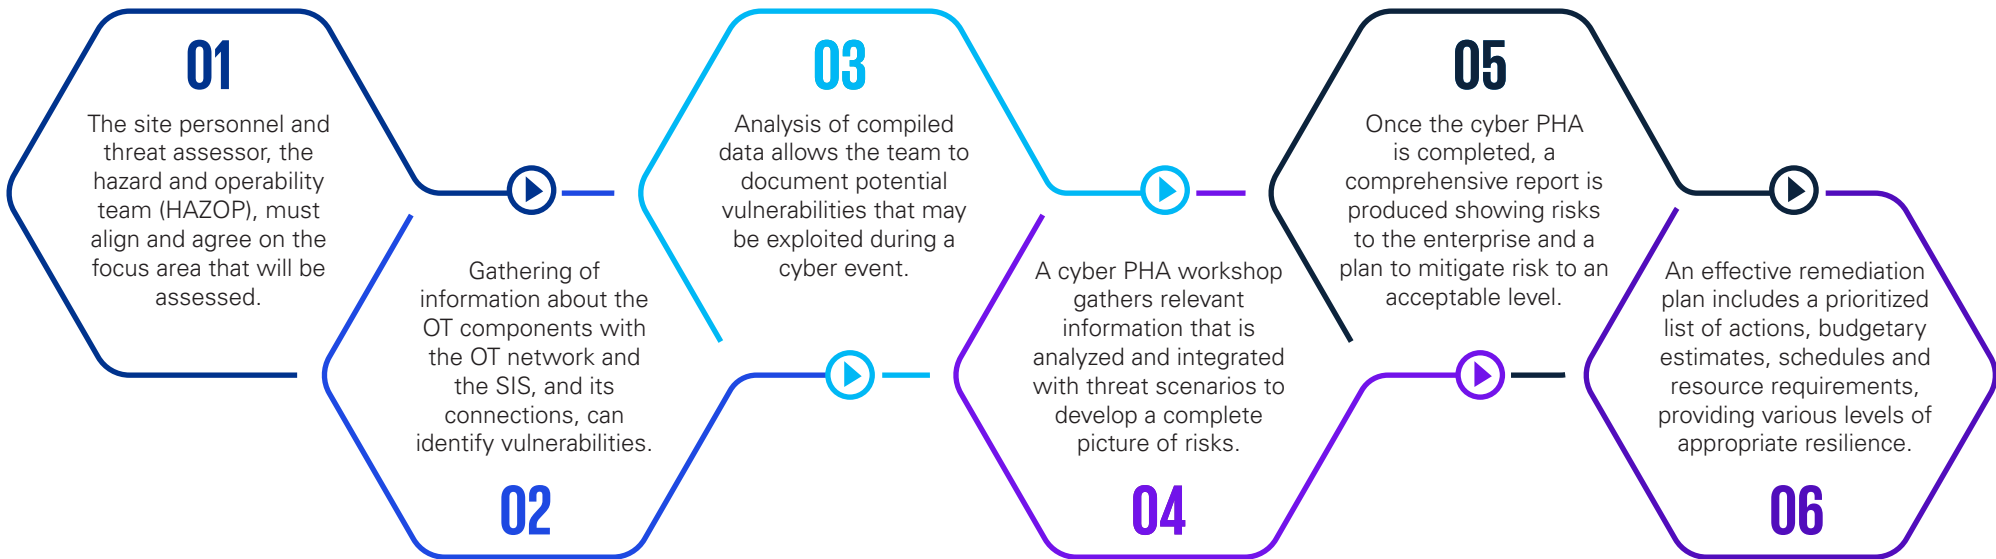 01
The site personnel and
threat assessor, the
hazard and operability
team (HAZOP), must
align and agree on the
focus area that will be
assessed.
Gathering of
information about the
OT components with
the OT network and
the SIS, and its
connections, can
identify vulnerabilities.
02
03
Analysis of compiled
data allows the team to
document potential
vulnerabilities that may
be exploited during a
cyber event.
A cyber PHA workshop
gathers relevant
information that is
analyzed and integrated
with threat scenarios to
develop a complete
picture of risks.
04
05
Once the cyber PHA
is completed, a
comprehensive report is
produced showing risks
to the enterprise and a
plan to mitigate risk to an
acceptable level.
An effective remediation
plan includes a prioritized
list of actions, budgetary
estimates, schedules and
resource requirements,
providing various levels of
appropriate resilience.
06